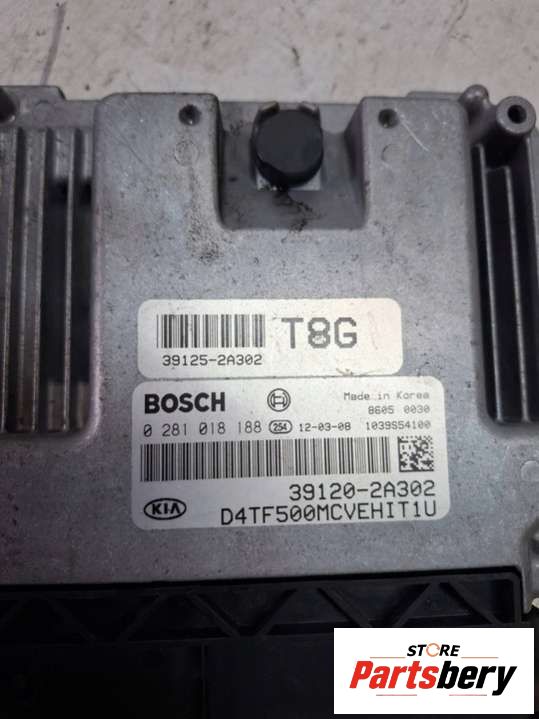 T8G
39125-2A302
BOSCH
Made in Korea
8605 0030
0 281 018 188 254 12-03-08 1039S54100
39120-2A302
KIA
D4TF500MCVEHIT1U
STORE
Partsbery